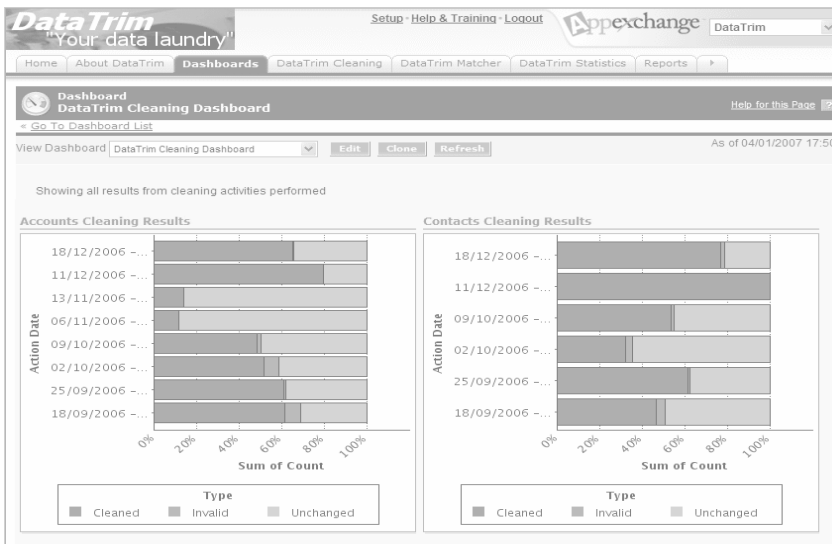 DataTrim
"Your data laundry"
Setup · Help & Training · Logout
Appexchange
DataTrim
Home About DataTrim Dashboards DataTrim Cleaning DataTrim Matcher DataTrim Statistics Reports
Dashboard
DataTrim Cleaning Dashboard
Help for this Page ?
« Go To Dashboard List
View Dashboard DataTrim Cleaning Dashboard Edit Clone Refresh As of 04/01/2007 17:50
Showing all results from cleaning activities performed
Accounts Cleaning Results
Action Date
18/12/2006 –...
11/12/2006 –...
13/11/2006 –...
06/11/2006 –...
09/10/2006 –...
02/10/2006 –...
25/09/2006 –...
18/09/2006 –...
0% 20% 40% 60% 80% 100%
Sum of Count
Type
Cleaned Invalid Unchanged
Contacts Cleaning Results
Action Date
18/12/2006 –...
11/12/2006 –...
09/10/2006 –...
02/10/2006 –...
25/09/2006 –...
18/09/2006 –...
0% 20% 40% 60% 80% 100%
Sum of Count
Type
Cleaned Invalid Unchanged